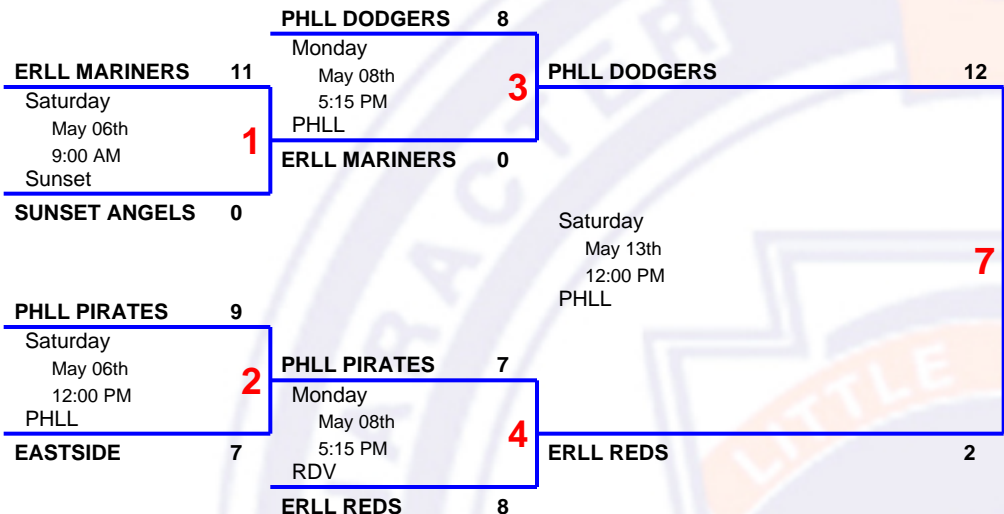 PHLL DODGERS 8
Monday
May 08th
5:15 PM
PHLL
3
ERLL MARINERS 0
ERLL MARINERS 11
Saturday
May 06th
9:00 AM
Sunset
1
SUNSET ANGELS 0
PHLL DODGERS 12
Saturday
May 13th
12:00 PM
PHLL
7
PHLL PIRATES 9
Saturday
May 06th
12:00 PM
PHLL
2
EASTSIDE 7
PHLL PIRATES 7
Monday
May 08th
5:15 PM
RDV
4
ERLL REDS 8
ERLL REDS 2
ARACTER
LITTLE